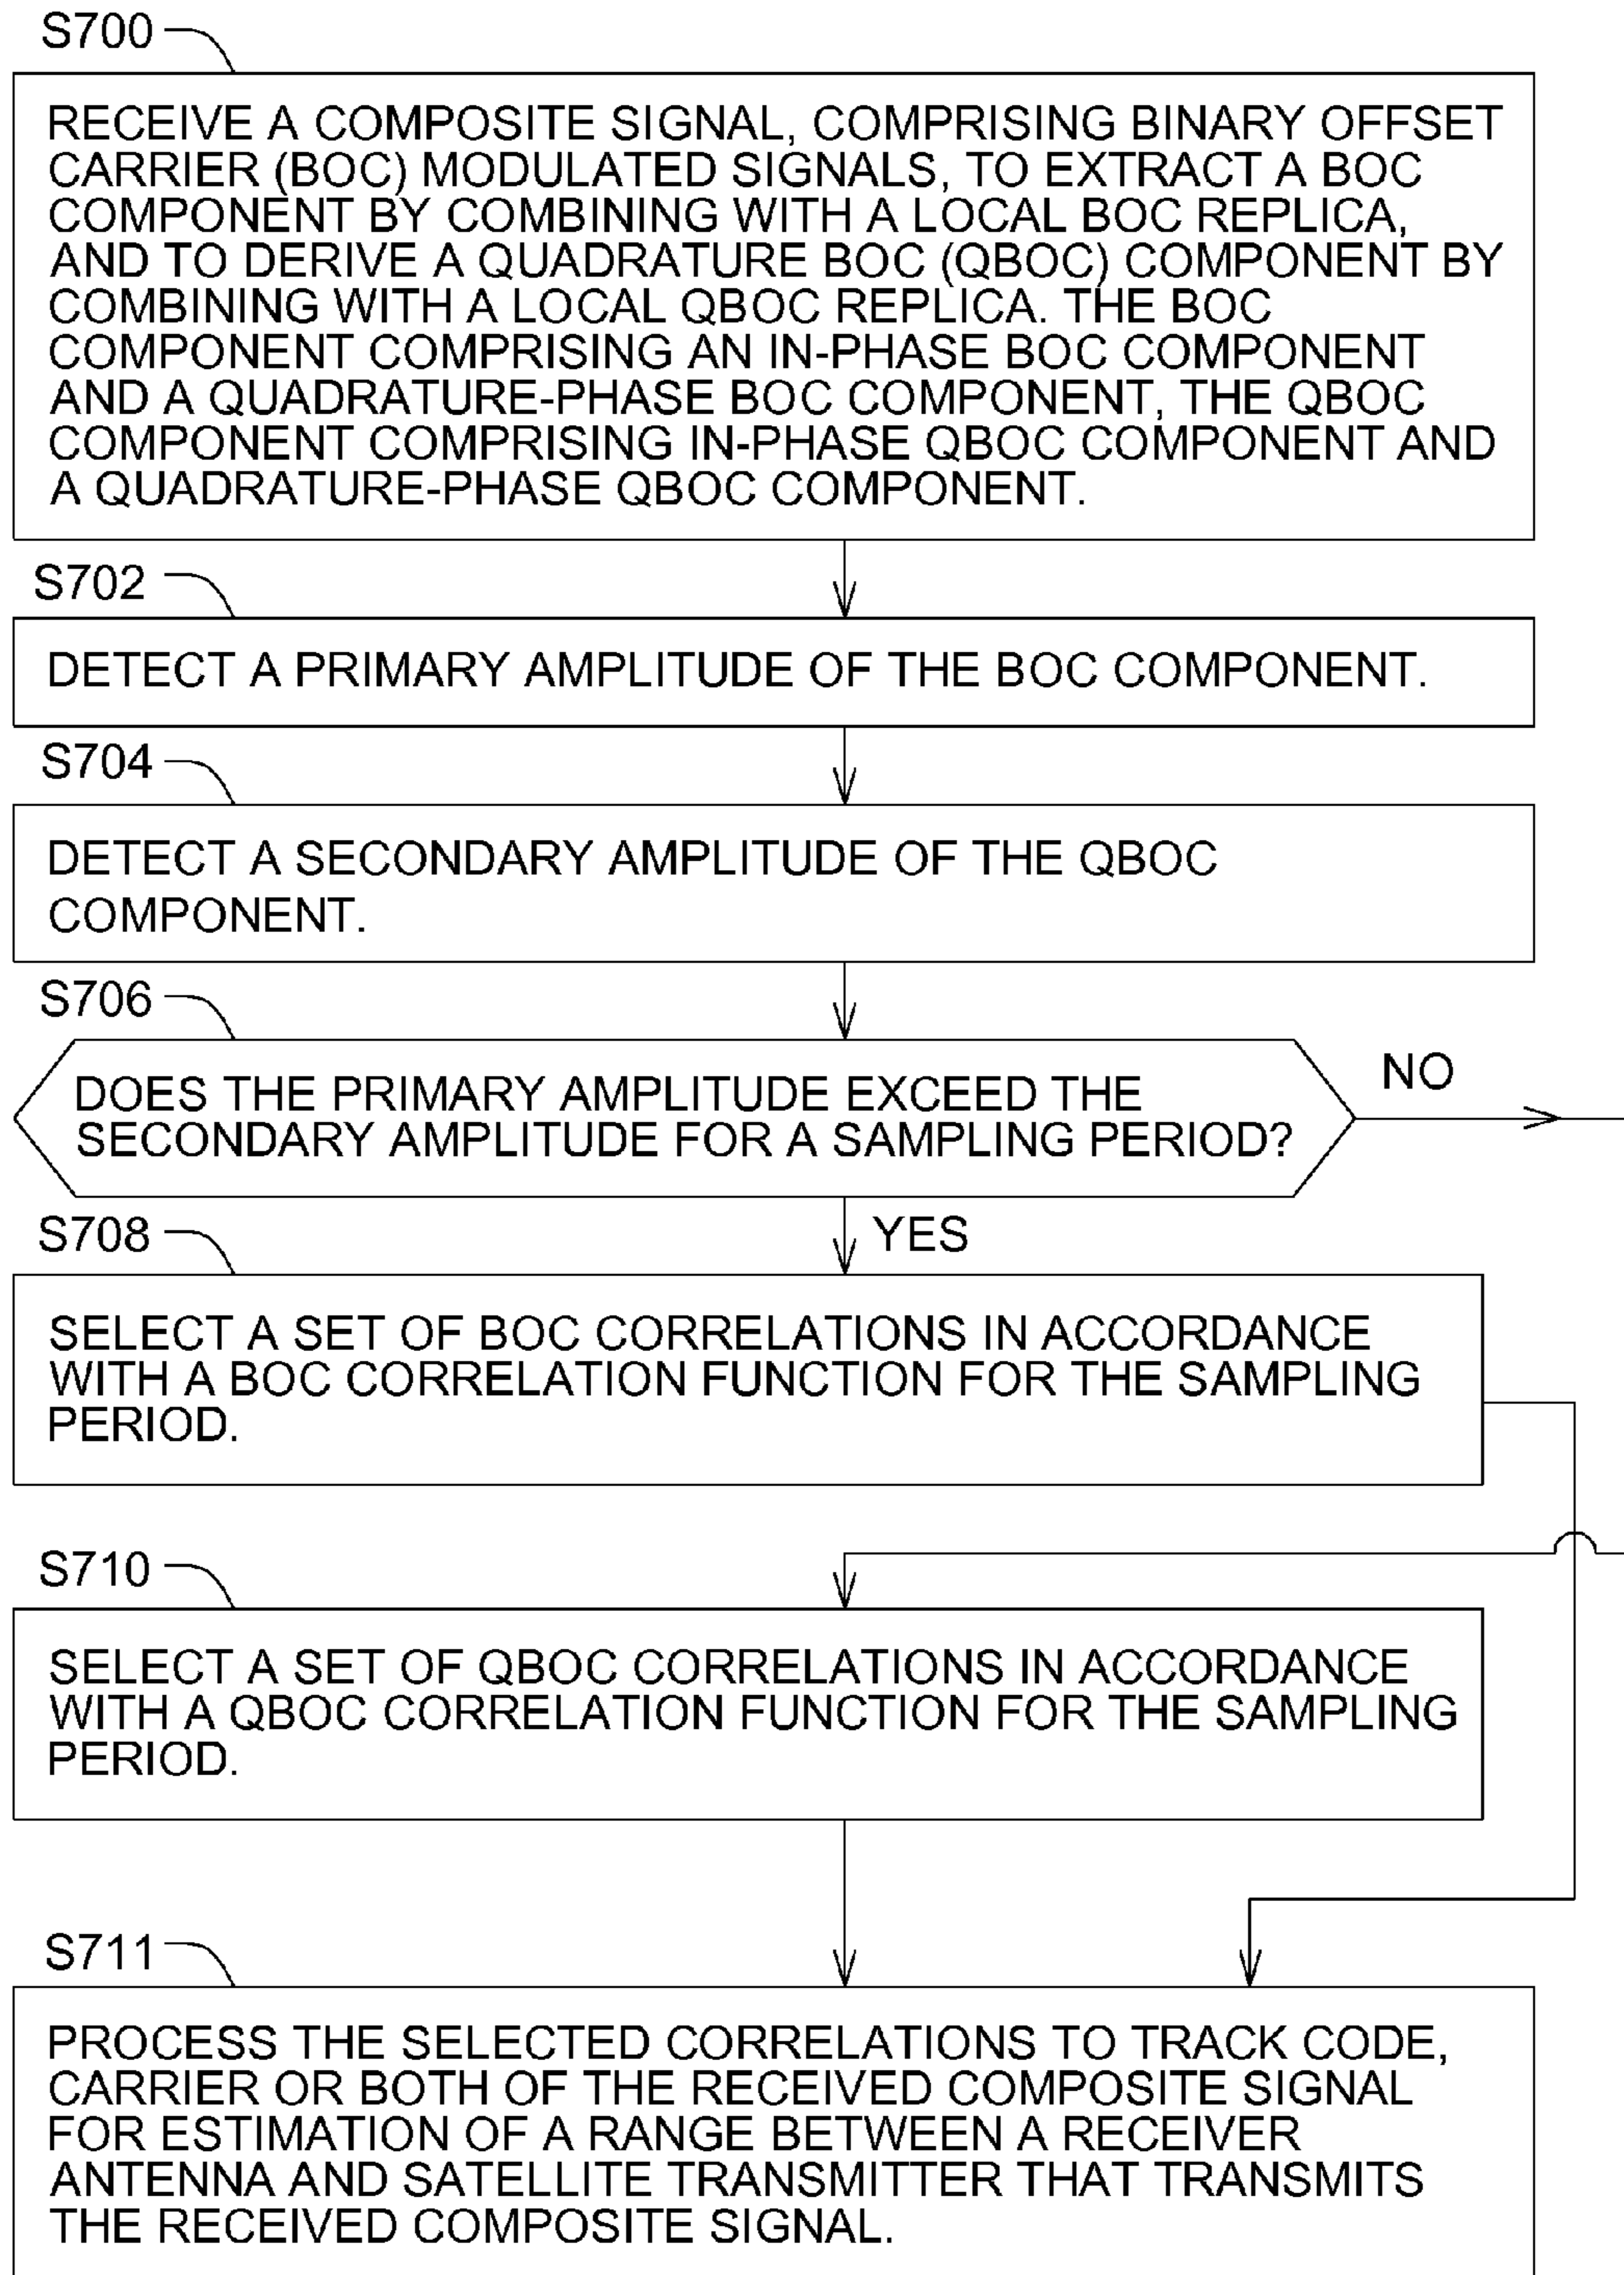 S700
RECEIVE A COMPOSITE SIGNAL, COMPRISING BINARY OFFSET
CARRIER (BOC) MODULATED SIGNALS, TO EXTRACT A BOC
COMPONENT BY COMBINING WITH A LOCAL BOC REPLICA,
AND TO DERIVE A QUADRATURE BOC (QBOC) COMPONENT BY
COMBINING WITH A LOCAL QBOC REPLICA. THE BOC
COMPONENT COMPRISING AN IN-PHASE BOC COMPONENT
AND A QUADRATURE-PHASE BOC COMPONENT, THE QBOC
COMPONENT COMPRISING IN-PHASE QBOC COMPONENT AND
A QUADRATURE-PHASE QBOC COMPONENT.
S702
DETECT A PRIMARY AMPLITUDE OF THE BOC COMPONENT.
S704
DETECT A SECONDARY AMPLITUDE OF THE QBOC
COMPONENT.
S706
DOES THE PRIMARY AMPLITUDE EXCEED THE
SECONDARY AMPLITUDE FOR A SAMPLING PERIOD?
NO
YES
S708
SELECT A SET OF BOC CORRELATIONS IN ACCORDANCE
WITH A BOC CORRELATION FUNCTION FOR THE SAMPLING
PERIOD.
S710
SELECT A SET OF QBOC CORRELATIONS IN ACCORDANCE
WITH A QBOC CORRELATION FUNCTION FOR THE SAMPLING
PERIOD.
S711
PROCESS THE SELECTED CORRELATIONS TO TRACK CODE,
CARRIER OR BOTH OF THE RECEIVED COMPOSITE SIGNAL
FOR ESTIMATION OF A RANGE BETWEEN A RECEIVER
ANTENNA AND SATELLITE TRANSMITTER THAT TRANSMITS
THE RECEIVED COMPOSITE SIGNAL.